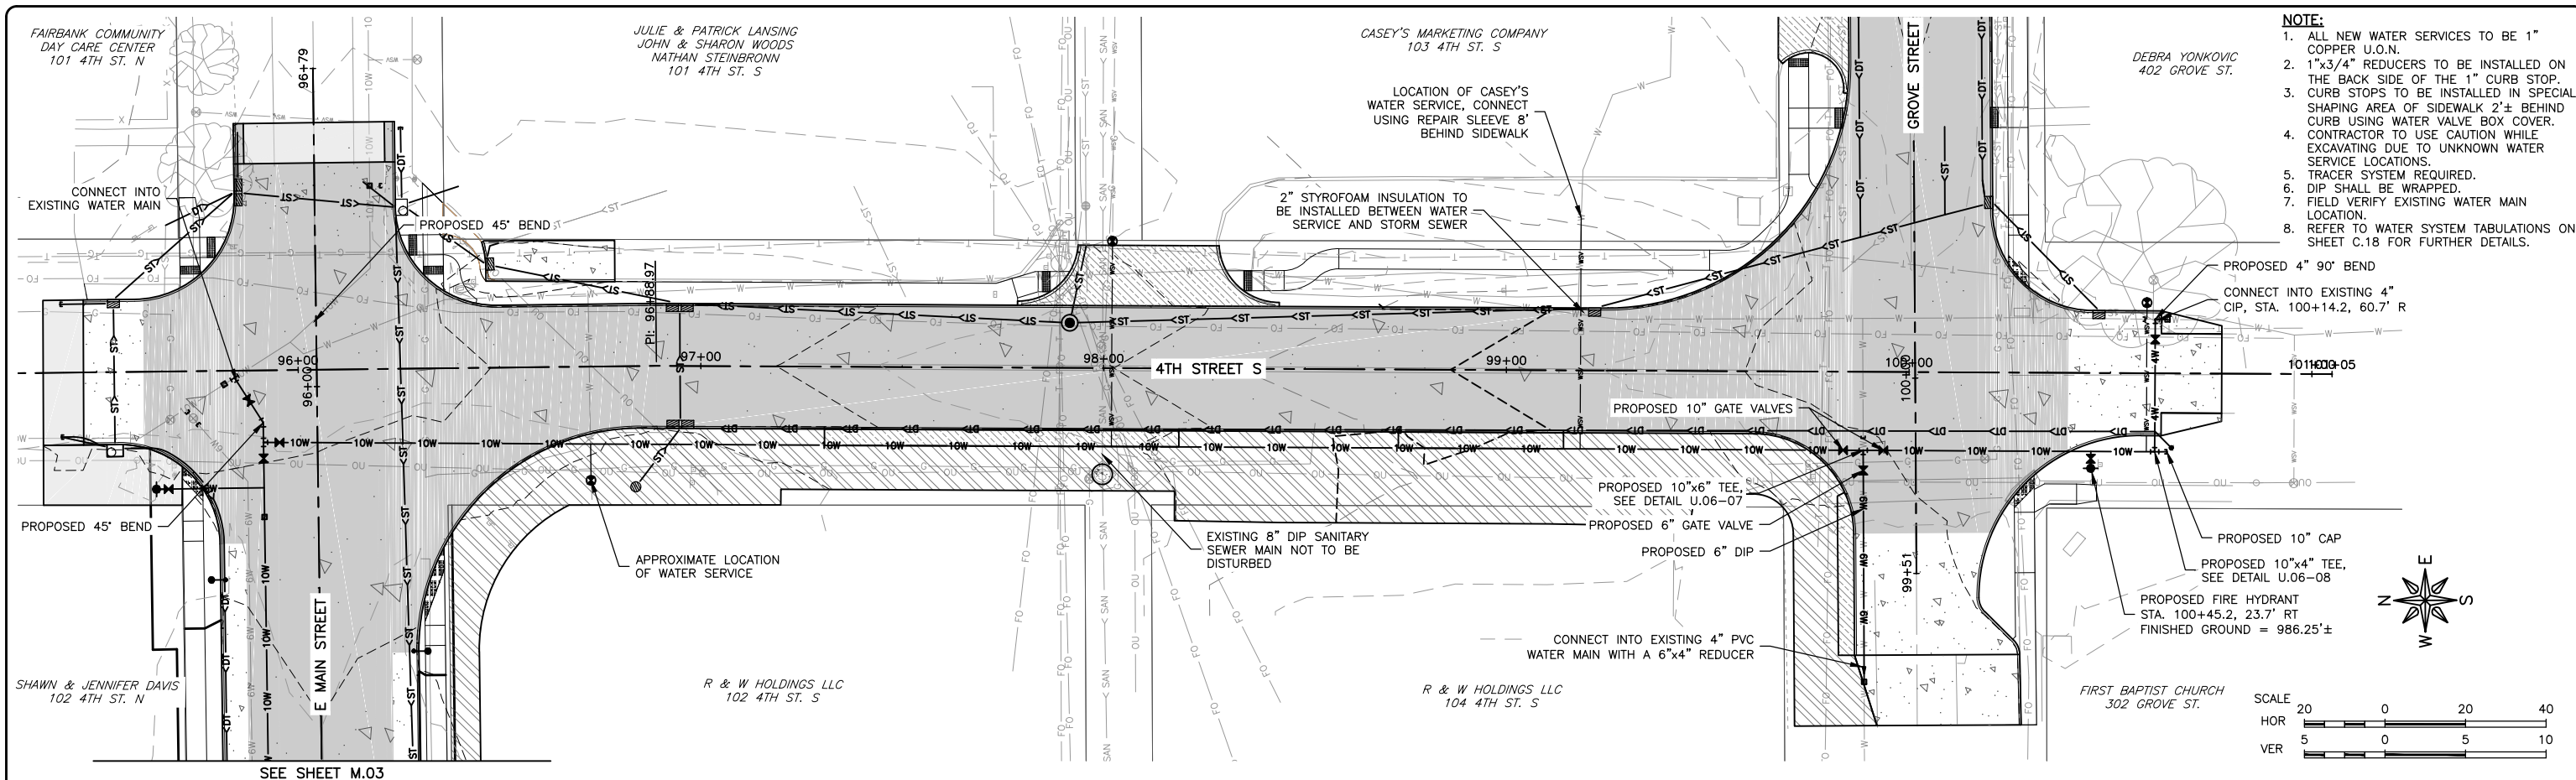 FAIRBANK COMMUNITY
DAY CARE CENTER
101 4TH ST. N
96+79
JULIE & PATRICK LANSING
JOHN & SHARON WOODS
NATHAN STEINBRONN
101 4TH ST. S
CASEY'S MARKETING COMPANY
103 4TH ST. S
GROVE STREET
DEBRA YONKOVIC
402 GROVE ST.
NOTE:
1. ALL NEW WATER SERVICES TO BE 1"
COPPER U.O.N.
2. 1"x3/4" REDUCERS TO BE INSTALLED ON
THE BACK SIDE OF THE 1" CURB STOP.
3. CURB STOPS TO BE INSTALLED IN SPECIAL
SHAPING AREA OF SIDEWALK 2'± BEHIND
CURB USING WATER VALVE BOX COVER.
4. CONTRACTOR TO USE CAUTION WHILE
EXCAVATING DUE TO UNKNOWN WATER
SERVICE LOCATIONS.
5. TRACER SYSTEM REQUIRED.
6. DIP SHALL BE WRAPPED.
7. FIELD VERIFY EXISTING WATER MAIN
LOCATION.
8. REFER TO WATER SYSTEM TABULATIONS ON
SHEET C.18 FOR FURTHER DETAILS.
LOCATION OF CASEY'S
WATER SERVICE, CONNECT
USING REPAIR SLEEVE 8'
BEHIND SIDEWALK
CONNECT INTO
EXISTING WATER MAIN
PROPOSED 45° BEND
2" STYROFOAM INSULATION TO
BE INSTALLED BETWEEN WATER
SERVICE AND STORM SEWER
PROPOSED 4" 90° BEND
CONNECT INTO EXISTING 4"
CIP, STA. 100+14.2, 60.7' R
PI: 96+88.97
96+00
96+00
97+00
98+00
4TH STREET S
99+00
100+00
PROPOSED 10" GATE VALVES
PROPOSED 10"x6" TEE,
SEE DETAIL U.06-07
PROPOSED 6" GATE VALVE
PROPOSED 6" DIP
PROPOSED 45° BEND
EXISTING 8" DIP SANITARY
SEWER MAIN NOT TO BE
DISTURBED
APPROXIMATE LOCATION
OF WATER SERVICE
99+51
PROPOSED 10" CAP
PROPOSED 10"x4" TEE,
SEE DETAIL U.06-08
PROPOSED FIRE HYDRANT
STA. 100+45.2, 23.7' RT
FINISHED GROUND = 986.25'±
CONNECT INTO EXISTING 4" PVC
WATER MAIN WITH A 6"x4" REDUCER
E MAIN STREET
SHAWN & JENNIFER DAVIS
102 4TH ST. N
R & W HOLDINGS LLC
102 4TH ST. S
R & W HOLDINGS LLC
104 4TH ST. S
FIRST BAPTIST CHURCH
302 GROVE ST.
N
E
S
W
SCALE
20 0 20 40
HOR
5 0 5 10
VER
SEE SHEET M.03